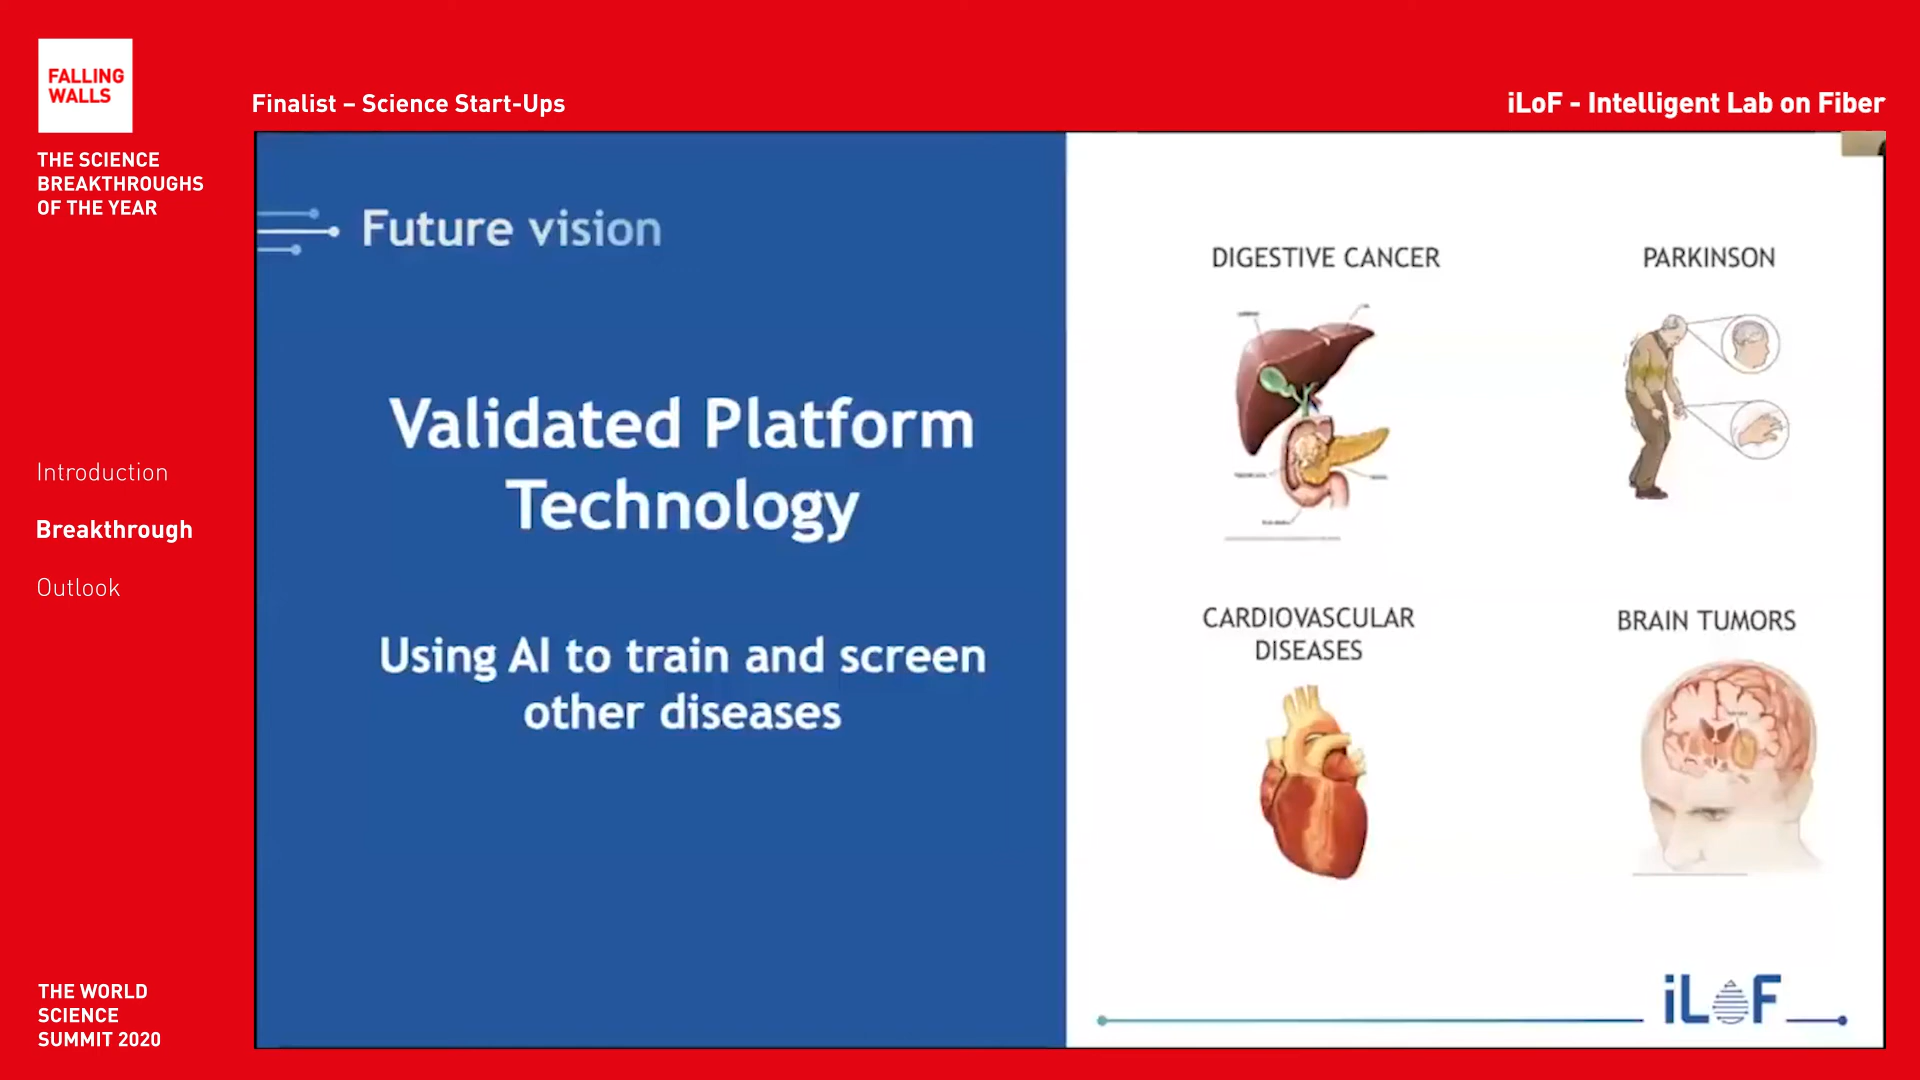 FALLING
WALLS
THE SCIENCE
BREAKTHROUGHS
OF THE YEAR
Finalist – Science Start-Ups
iLoF - Intelligent Lab on Fiber
Introduction
Breakthrough
Outlook
THE WORLD
SCIENCE
SUMMIT 2020
Future vision
Validated Platform
Technology
Using AI to train and screen
other diseases
DIGESTIVE CANCER
PARKINSON
CARDIOVASCULAR
DISEASES
BRAIN TUMORS
iLoF